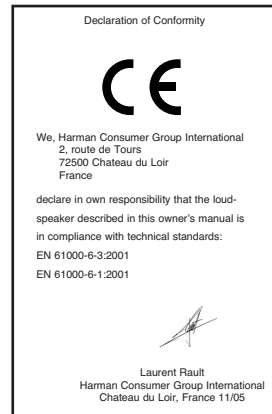 Declaration of Conformity
CE
We, Harman Consumer Group International
2, route de Tours
72500 Chateau du Loir
France
declare in own responsibility that the loud-
speaker described in this owner's manual is
in compliance with technical standards:
EN 61000-6-3:2001
EN 61000-6-1:2001
Laurent Rault
Harman Consumer Group International
Chateau du Loir, France 11/05